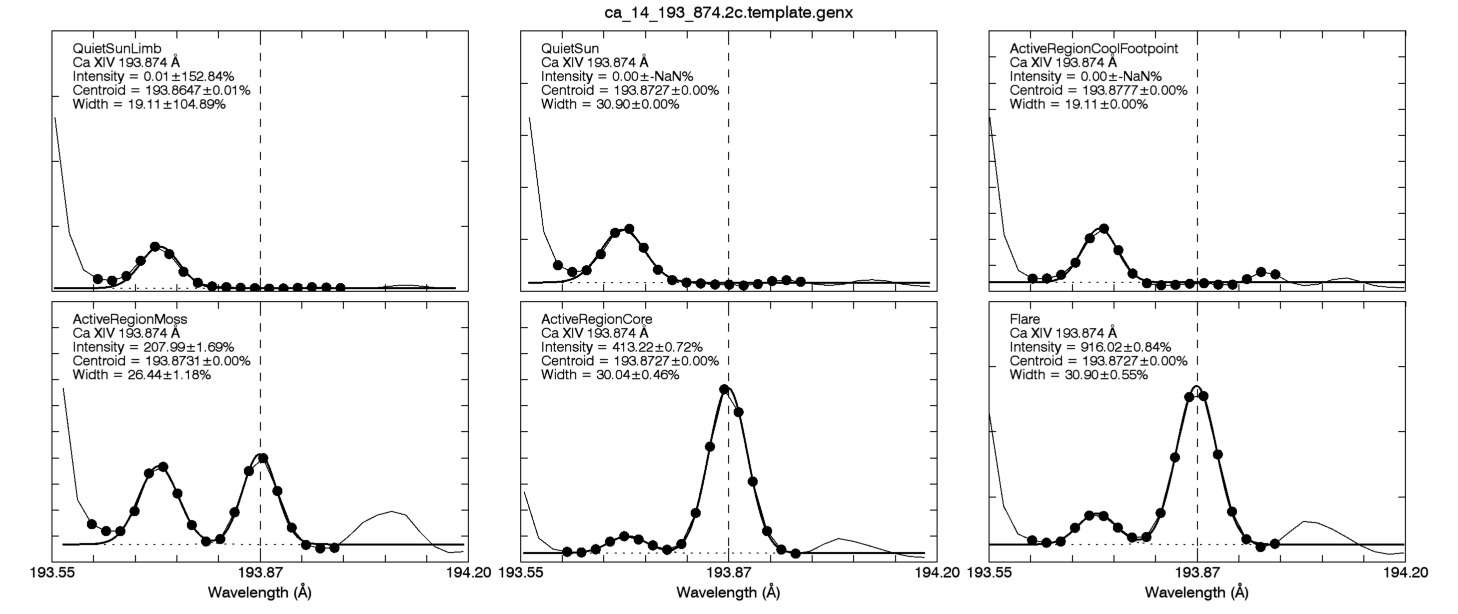 ca_14_193_874.2c.template.genx
QuietSunLimb
Ca XIV 193.874 Å
Intensity = 0.01±152.84%
Centroid = 193.8647±0.01%
Width = 19.11±104.89%
QuietSun
Ca XIV 193.874 Å
Intensity = 0.00±-NaN%
Centroid = 193.8727±0.00%
Width = 30.90±0.00%
ActiveRegionCoolFootpoint
Ca XIV 193.874 Å
Intensity = 0.00±-NaN%
Centroid = 193.8777±0.00%
Width = 19.11±0.00%
ActiveRegionMoss
Ca XIV 193.874 Å
Intensity = 207.99±1.69%
Centroid = 193.8731±0.00%
Width = 26.44±1.18%
ActiveRegionCore
Ca XIV 193.874 Å
Intensity = 413.22±0.72%
Centroid = 193.8727±0.00%
Width = 30.04±0.46%
Flare
Ca XIV 193.874 Å
Intensity = 916.02±0.84%
Centroid = 193.8727±0.00%
Width = 30.90±0.55%
193.55 193.87 194.20 193.55 193.87 194.20 193.55 193.87 194.20
Wavelength (Å) Wavelength (Å) Wavelength (Å)